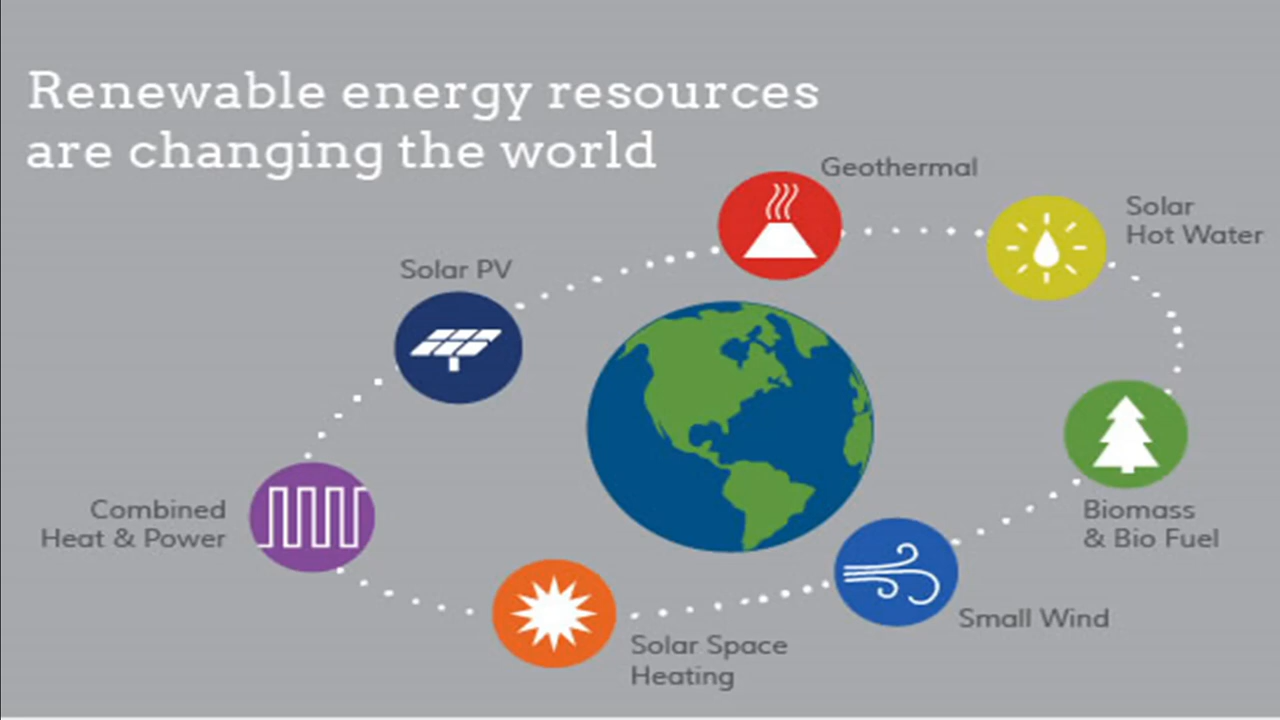 Renewable energy resources
are changing the world
Geothermal
Solar
Hot Water
Solar PV
Combined
Heat & Power
Biomass
& Bio Fuel
Small Wind
Solar Space
Heating